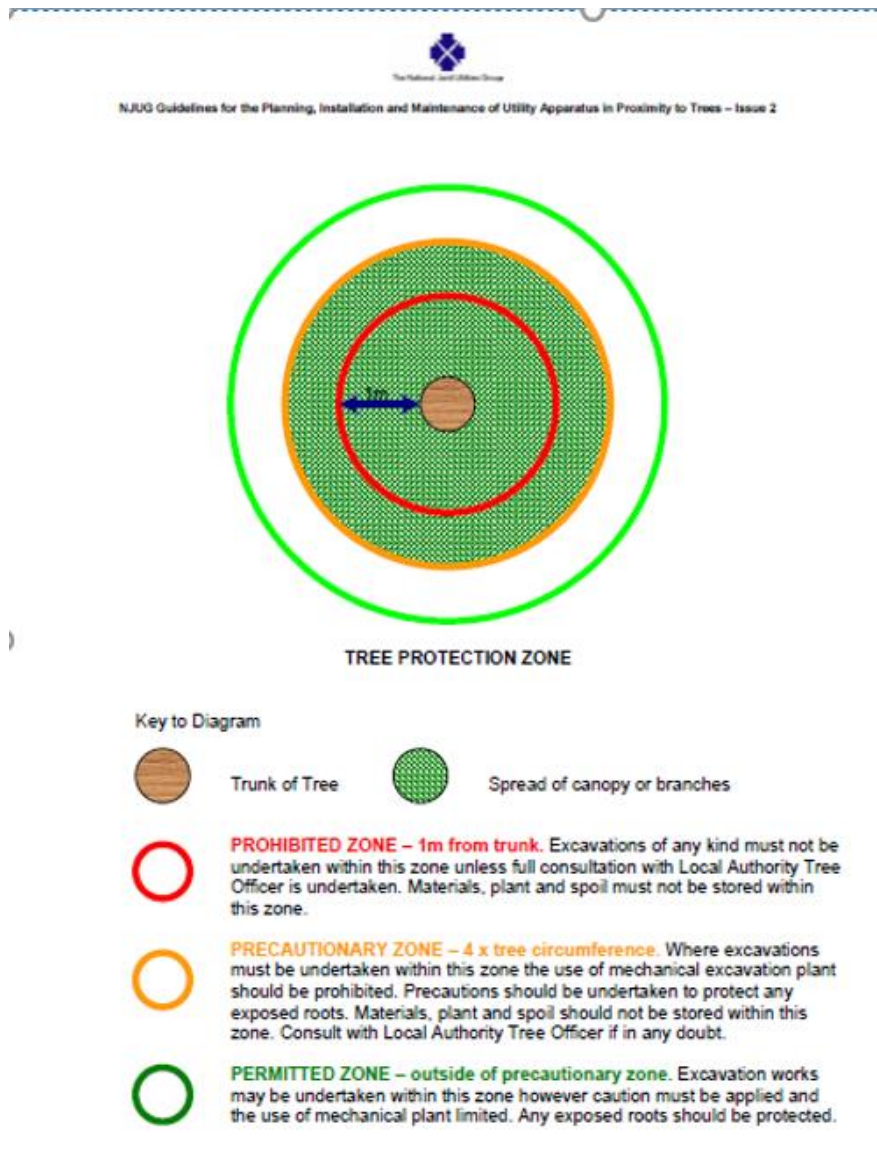 The National Joint Utilities Group
NJUG Guidelines for the Planning, Installation and Maintenance of Utility Apparatus in Proximity to Trees – Issue 2
1m
TREE PROTECTION ZONE
Key to Diagram
Trunk of Tree
Spread of canopy or branches
PROHIBITED ZONE – 1m from trunk. Excavations of any kind must not be
undertaken within this zone unless full consultation with Local Authority Tree
Officer is undertaken. Materials, plant and spoil must not be stored within
this zone.
PRECAUTIONARY ZONE – 4 x tree circumference. Where excavations
must be undertaken within this zone the use of mechanical excavation plant
should be prohibited. Precautions should be undertaken to protect any
exposed roots. Materials, plant and spoil should not be stored within this
zone. Consult with Local Authority Tree Officer if in any doubt.
PERMITTED ZONE – outside of precautionary zone. Excavation works
may be undertaken within this zone however caution must be applied and
the use of mechanical plant limited. Any exposed roots should be protected.